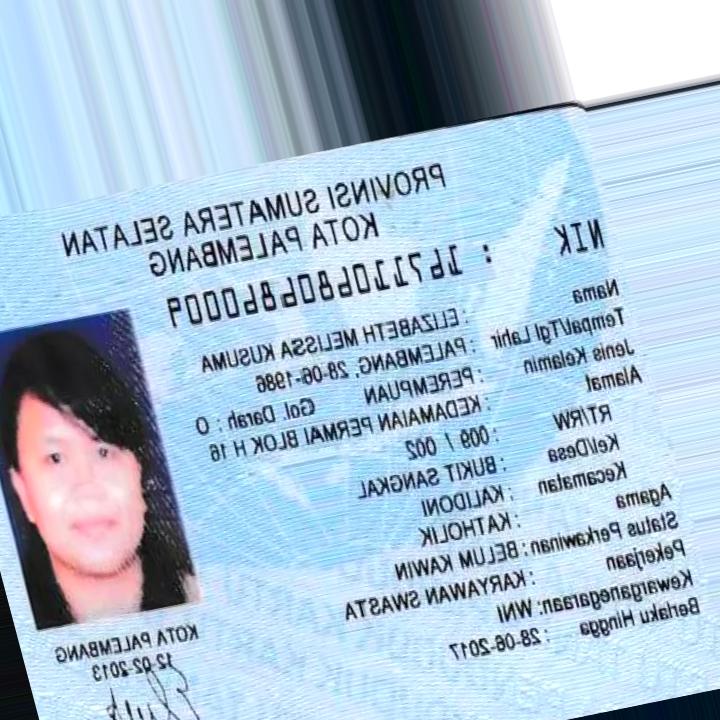 PROVINSI SUMATERA SELATAN
KOTA PALEMBANG
NIK : 1671106806860009
Nama : ELIZABETH MELISSA KUSUMA
Tempat/Tgl Lahir : PALEMBANG, 28-06-1986
Jenis Kelamin : PEREMPUAN Gol. Darah : O
Alamat : KEDAMAIAN PERMAI BLOK H 16
RT/RW : 009 / 002
Kel/Desa : BUKIT SANGKAL
Kecamatan : KALIDONI
Agama : KATHOLIK
Status Perkawinan: BELUM KAWIN
Pekerjaan : KARYAWAN SWASTA
Kewarganegaraan: WNI
Berlaku Hingga : 28-06-2017
KOTA PALEMBANG
12-02-2013